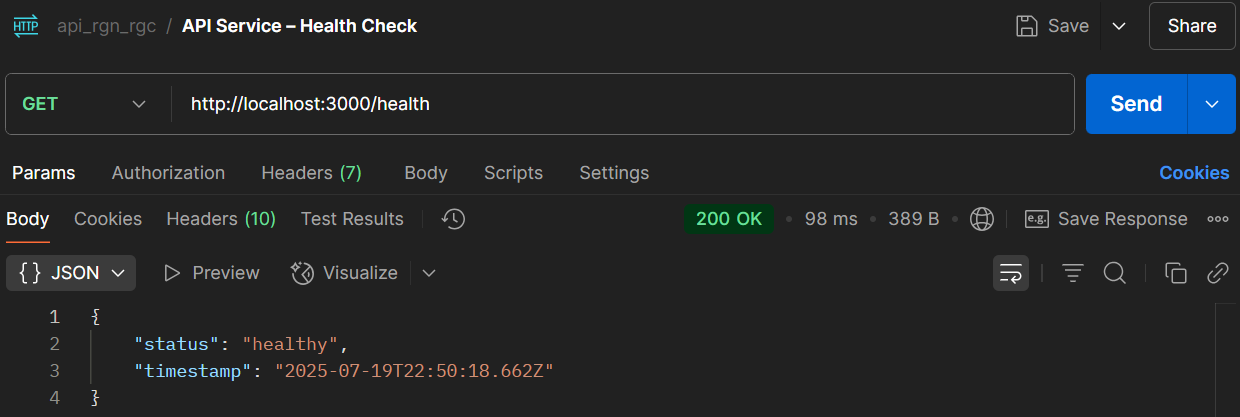 HTTP api_rgn_rgc / API Service – Health Check Save Share
GET http://localhost:3000/health Send
Params Authorization Headers (7) Body Scripts Settings Cookies
Body Cookies Headers (10) Test Results 200 OK • 98 ms • 389 B • e.g. Save Response
{} JSON Preview Visualize
1 {
2 "status": "healthy",
3 "timestamp": "2025-07-19T22:50:18.662Z"
4 }